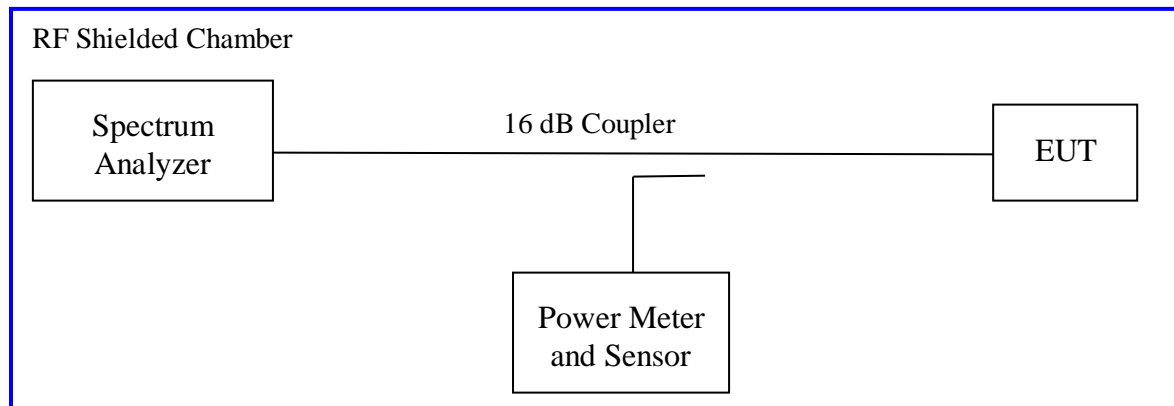 RF Shielded Chamber
Spectrum
Analyzer
16 dB Coupler
EUT
Power Meter
and Sensor